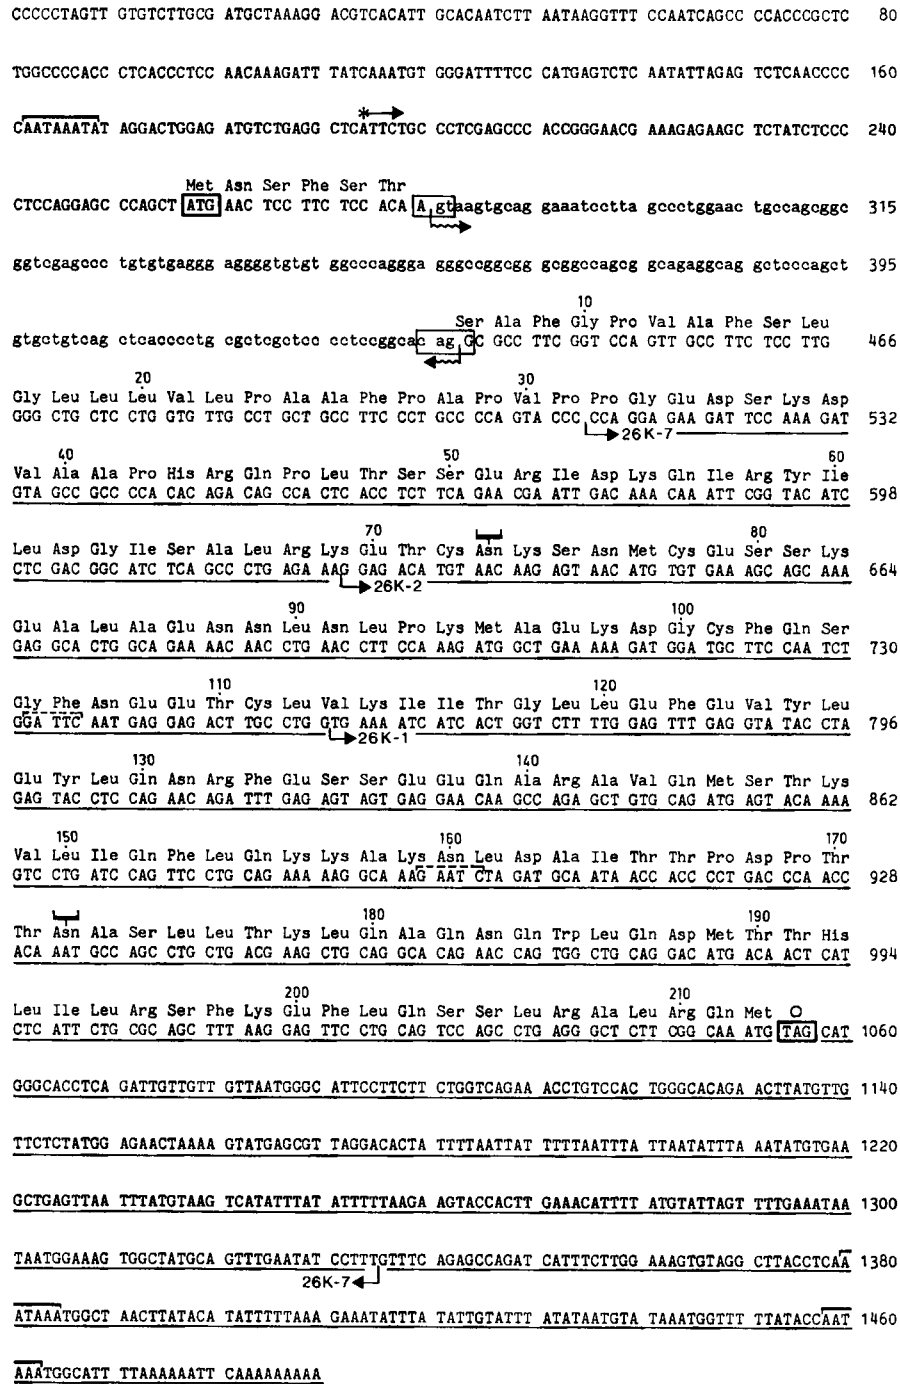 CCCCCTAGTT GTGTCTTGCG ATGCTAAAGG ACGTCACATT GCACAATCTT AATAAGGTTT CCAATCAGCC CCACCCGCTC 80
TGGCCCCACC CTCACCCTCC AACAAAGATT TATCAAATGT GGGATTTTCC CATGAGTCTC AATATTAGAG TCTCAACCCC 160
*
CAATAAATA TAGGACTGGAG ATGTCTGAGG CTCATTCTGC CCTCGAGCCC ACCGGGAACG AAAGAGAAGC TCTATCTCCC 240
Met Asn Ser Phe Ser Thr
CTCCAGGAGC CCAGCT ATG AAC TCC TTC TCC ACA A gtaagtgcag gaaatcctta gccctggaac tgccagcggc 315
ggtcgagccc tgtgtgaggg aggggtgtgt ggcccaggga gggccggcgg gcggccagcg gcagaggcag gctcccagct 395
10
Ser Ala Phe Gly Pro Val Ala Phe Ser Leu
gtgctgtcag ctcacccctg cgctcgctcc cctccggcac cag GC GCC TTC GGT CCA GTT GCC TTC TCC TTG 466
20 30
Gly Leu Leu Leu Val Leu Pro Ala Ala Phe Pro Ala Pro Val Pro Pro Gly Glu Asp Ser Lys Asp
GGG CTG CTC CTG GTG TTG CCT GCT GCC TTC CCT GCC CCA GTA CCC CCA GGA GAA GAT TCC AAA GAT 532
26K-7
40 50 60
Val Ala Ala Pro His Arg Gln Pro Leu Thr Ser Ser Glu Arg Ile Asp Lys Gln Ile Arg Tyr Ile
GTA GCC GCC CCA CAC AGA CAG CCA CTC ACC TCT TCA GAA CGA ATT GAC AAA CAA ATT CGG TAC ATC 598
70 80
Leu Asp Gly Ile Ser Ala Leu Arg Lys Glu Thr Cys Asn Lys Ser Asn Met Cys Glu Ser Ser Lys
CTC GAC GGC ATC TCA GCC CTG AGA AAG GAG ACA TGT AAC AAG AGT AAC ATG TGT GAA AGC AGC AAA 664
26K-2
90 100
Glu Ala Leu Ala Glu Asn Asn Leu Asn Leu Pro Lys Met Ala Glu Lys Asp Gly Cys Phe Gln Ser
GAG GCA CTG GCA GAA AAC AAC CTG AAC CTT CCA AAG ATG GCT GAA AAA GAT GGA TGC TTC CAA TCT 730
110 120
Gly Phe Asn Glu Glu Thr Cys Leu Val Lys Ile Ile Thr Gly Leu Leu Glu Phe Glu Val Tyr Leu
GGA TTC AAT GAG GAG ACT TGC CTG GTG AAA ATC ATC ACT GGT CTT TTG GAG TTT GAG GTA TAC CTA 796
26K-1
130 140
Glu Tyr Leu Gln Asn Arg Phe Glu Ser Ser Glu Glu Gln Ala Arg Ala Val Gln Met Ser Thr Lys
GAG TAC CTC CAG AAC AGA TTT GAG AGT AGT GAG GAA CAA GCC AGA GCT GTG CAG ATG AGT ACA AAA 862
150 160 170
Val Leu Ile Gln Phe Leu Gln Lys Lys Ala Lys Asn Leu Asp Ala Ile Thr Thr Pro Asp Pro Thr
GTC CTG ATC CAG TTC CTG CAG AAA AAG GCA AAG AAT CTA GAT GCA ATA ACC ACC CCT GAC CCA ACC 928
180 190
Thr Asn Ala Ser Leu Leu Thr Lys Leu Gln Ala Gln Asn Gln Trp Leu Gln Asp Met Thr Thr His
ACA AAT GCC AGC CTG CTG ACG AAG CTG CAG GCA CAG AAC CAG TGG CTG CAG GAC ATG ACA ACT CAT 994
200 210
Leu Ile Leu Arg Ser Phe Lys Glu Phe Leu Gln Ser Ser Leu Arg Ala Leu Arg Gln Met O
CTC ATT CTG CGC AGC TTT AAG GAG TTC CTG CAG TCC AGC CTG AGG GCT CTT CGG CAA ATG TAG CAT 1060
GGGCACCTCA GATTGTTGTT GTTAATGGGC ATTCCTTCTT CTGGTCAGAA ACCTGTCCAC TGGGCACAGA ACTTATGTTG 1140
TTCTCTATGG AGAACTAAAA GTATGAGCGT TAGGACACTA TTTTAATTAT TTTTAATTTA TTAATATTTA AATATGTGAA 1220
GCTGAGTTAA TTTATGTAAG TCATATTTAT ATTTTTAAGA AGTACCACTT GAAACATTTT ATGTATTAGT TTTGAAATAA 1300
TAATGGAAAG TGGCTATGCA GTTTGAATAT CCTTTGTTTC AGAGCCAGAT CATTTCTTGG AAAGTGTAGG CTTACCTCAA 1380
26K-7
ATAAATGGCT AACTTATACA TATTTTTAAA GAAATATTTA TATTGTATTT ATATAATGTA TAAATGGTTT TTATACCAAT 1460
AAATGGCATT TTAAAAAATT CAAAAAAAAA